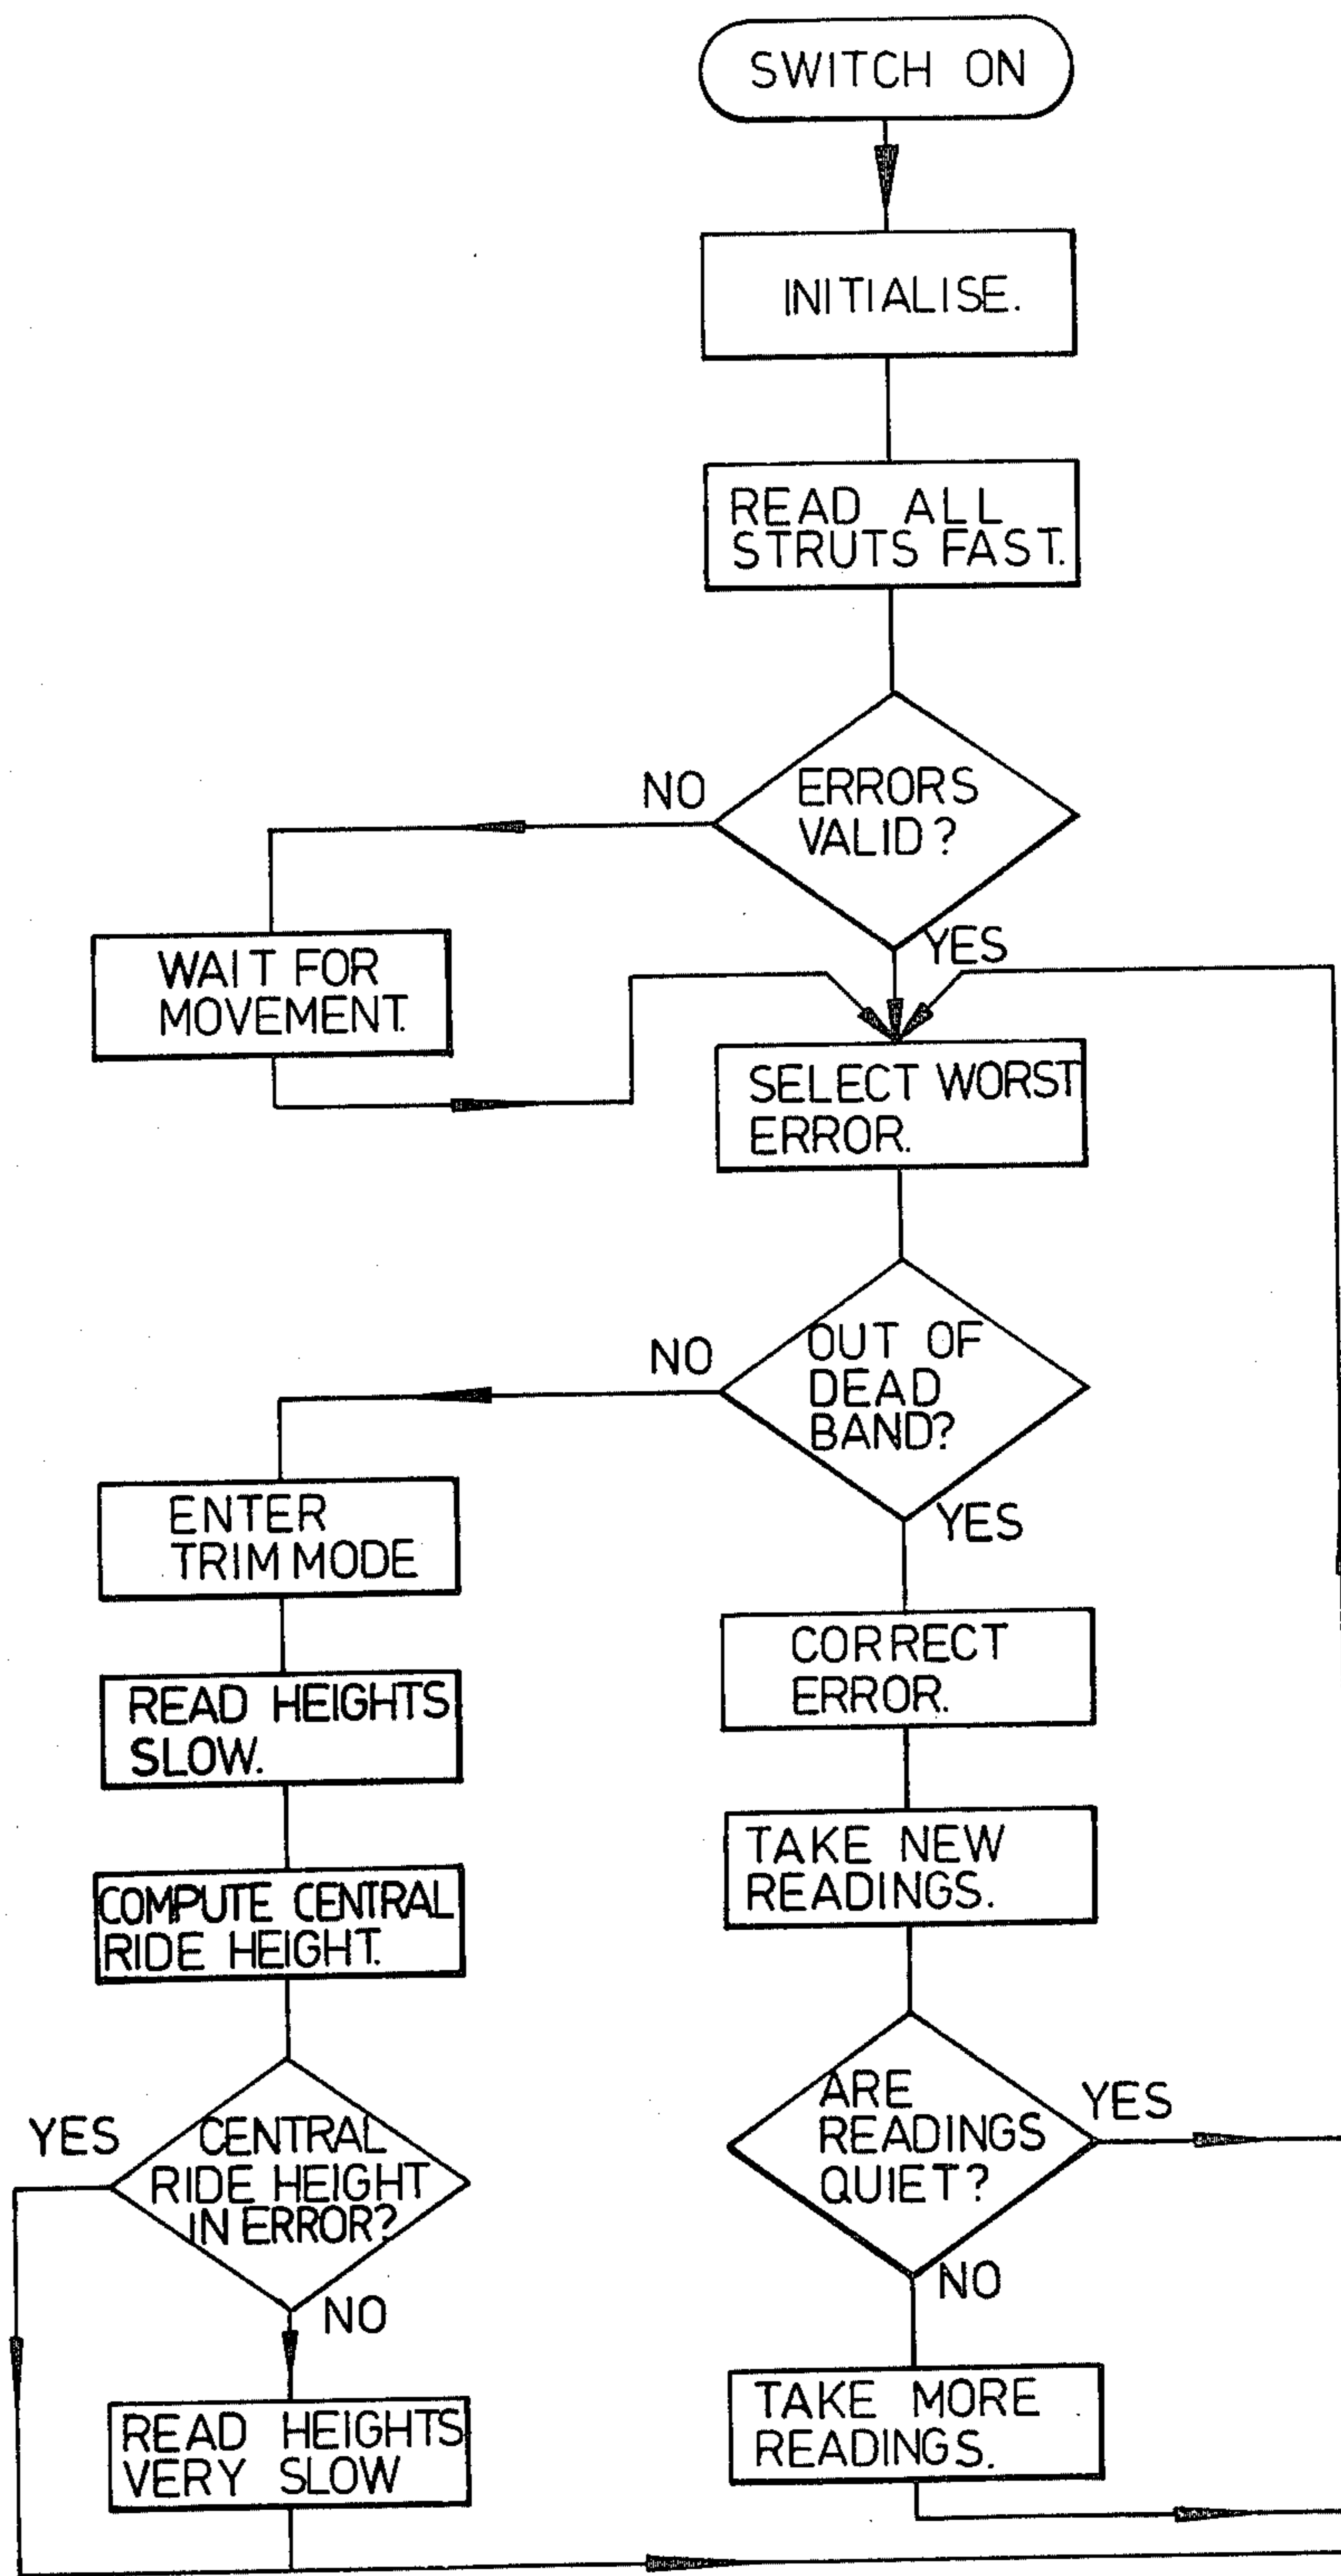 SWITCH ON
INITIALISE.
READ ALL
STRUTS FAST.
ERRORS
VALID?
NO
YES
WAIT FOR
MOVEMENT.
SELECT WORST
ERROR.
OUT OF
DEAD
BAND?
NO
YES
ENTER
TRIM MODE
READ HEIGHTS
SLOW.
COMPUTE CENTRAL
RIDE HEIGHT.
CENTRAL
RIDE HEIGHT
IN ERROR?
YES
NO
READ HEIGHTS
VERY SLOW
CORRECT
ERROR.
TAKE NEW
READINGS.
ARE
READINGS
QUIET?
YES
NO
TAKE MORE
READINGS.